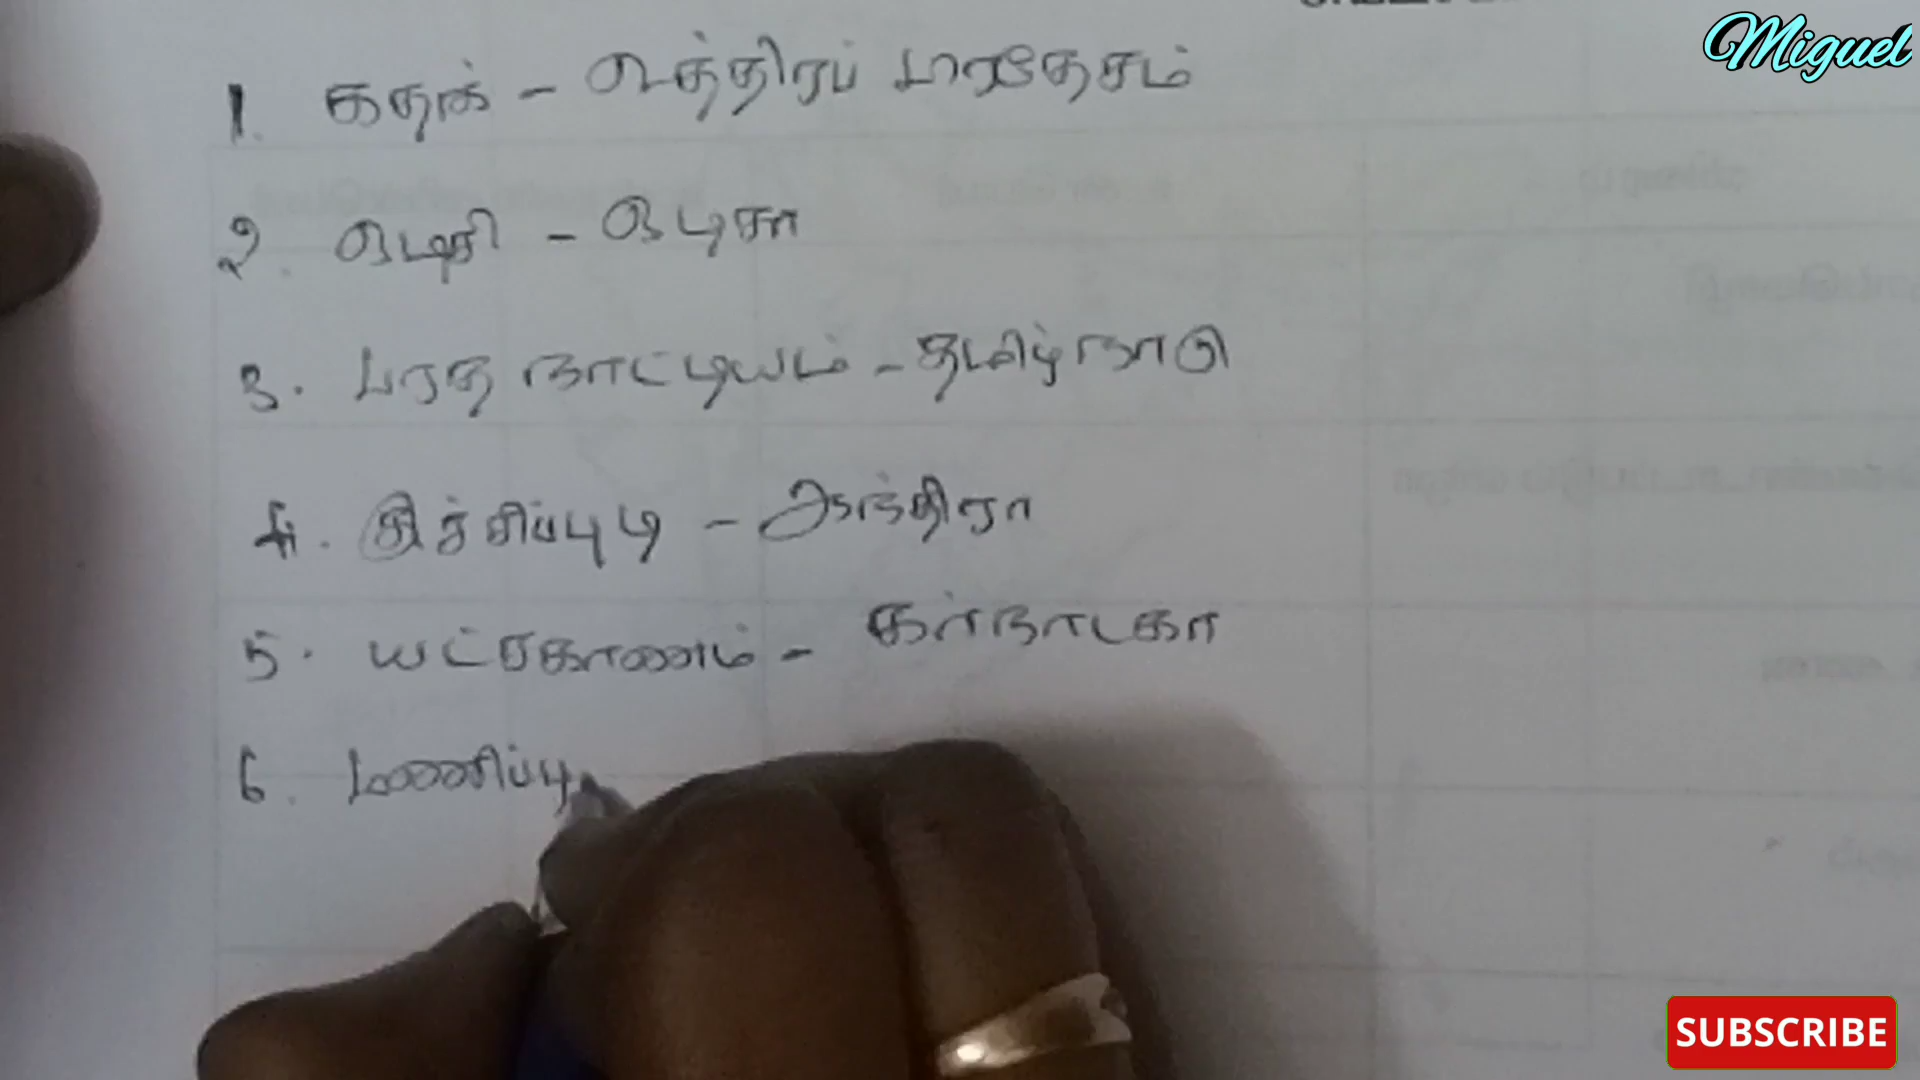 Miguel
1. கதக் - உத்திரப் பிரதேசம்
2. ஒடிசி - ஒடிசா
3. பரத நாட்டியம் - தமிழ்நாடு
4. குச்சிப்புடி - ஆந்திரா
5. யட்சகாணம் - கர்நாடகா
6. மணிப்பு
SUBSCRIBE